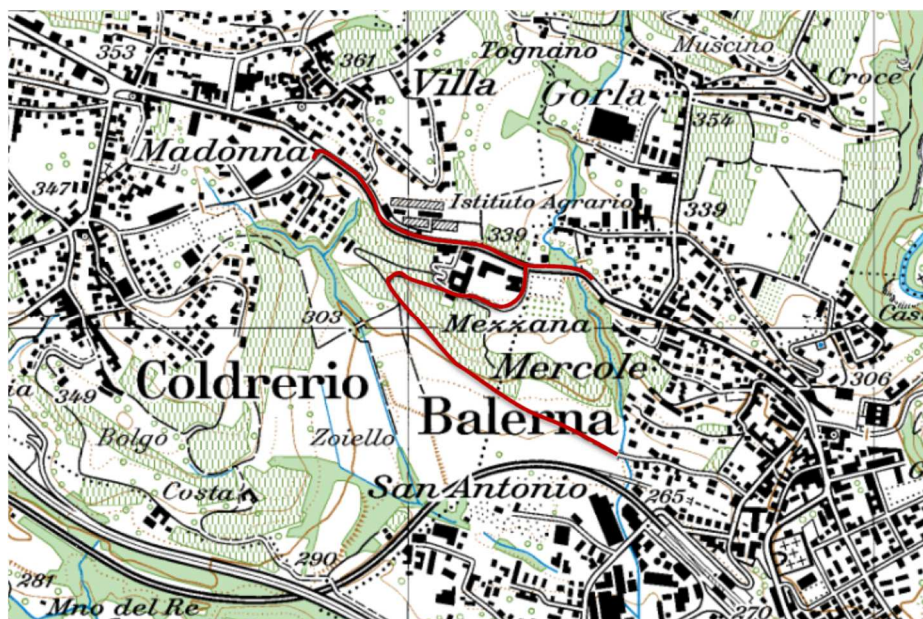 353
361
Tognano
Muscino
Villa
Gorla
Croce
354
Madonna
347
Istituto Agrario
339
339
Mezzana
303
Mercole
Coldrerio
306
349
Balerna
Bolgo
Zoiello
Costa
San Antonio
265
290
281
Mno del Re
270